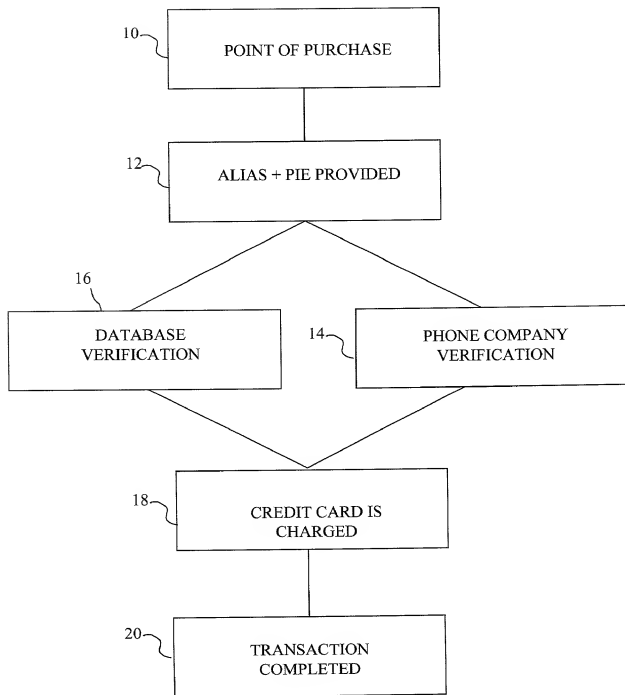 10
POINT OF PURCHASE
12
ALIAS + PIE PROVIDED
16
DATABASE
VERIFICATION
14
PHONE COMPANY
VERIFICATION
18
CREDIT CARD IS
CHARGED
20
TRANSACTION
COMPLETED